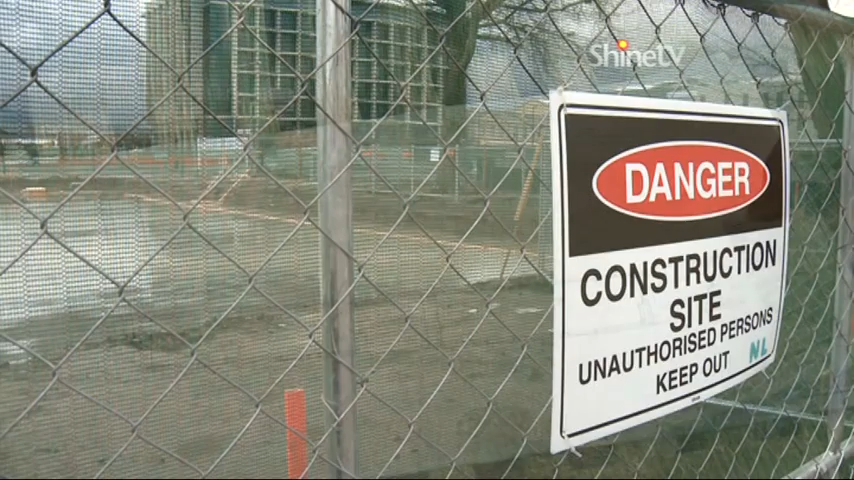 ShineTV
DANGER
CONSTRUCTION
SITE
UNAUTHORISED PERSONS
KEEP OUT
NL